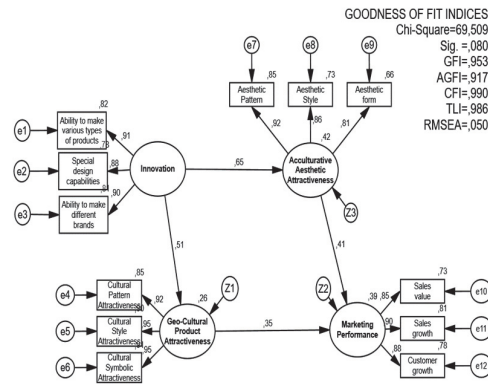 GOODNESS OF FIT INDICES
Chi-Square=69,509
Sig. =,080
GFI=,953
AGFI=,917
CFI=,990
TLI=,986
RMSEA=,050
e7
e8
e9
,85
,73
,66
Aesthetic
Pattern
Aesthetic
Style
Aesthetic
form
,92
,86
,81
,42
,82
e1
Ability to make
various types
of products
,91
e2
Special
design
capabilities
,88
e3
Ability to make
different
brands
,90
Innovation
,65
Acculturative
Aesthetic
Attractiveness
Z3
,51
,41
,85
e4
Cultural
Pattern
Attractiveness
,92
,26
Z1
e5
Cultural
Style
Attractiveness
,95
e6
Cultural
Symbolic
Attractiveness
,95
Geo-Cultural
Product
Attractiveness
,35
Z2
,39
Marketing
Performance
,85
,73
Sales
value
e10
,90
,81
Sales
growth
e11
,88
,78
Customer
growth
e12